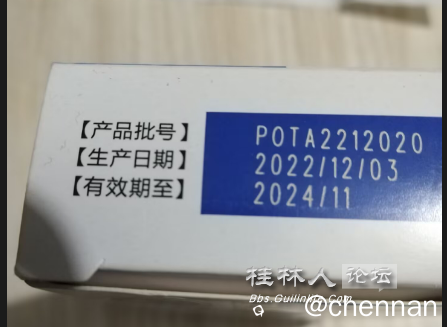 【产品批号】 POTA2212020
【生产日期】 2022/12/03
【有效期至】 2024/11
桂林人论坛
Bbs.Guilinlife.Com
@chennan